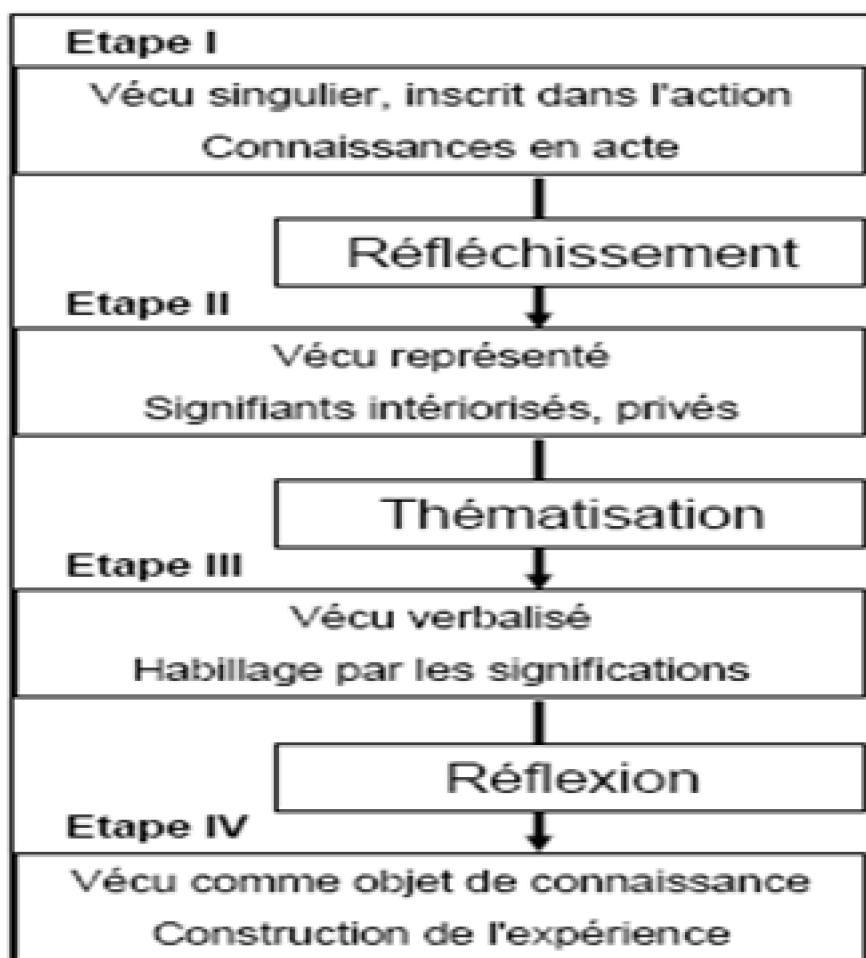 Etape I
Vécu singulier, inscrit dans l'action
Connaissances en acte
Réfléchissement
Etape II
Vécu représenté
Signifiants intériorisés, privés
Thématisation
Etape III
Vécu verbalisé
Habillage par les significations
Réflexion
Etape IV
Vécu comme objet de connaissance
Construction de l'expérience